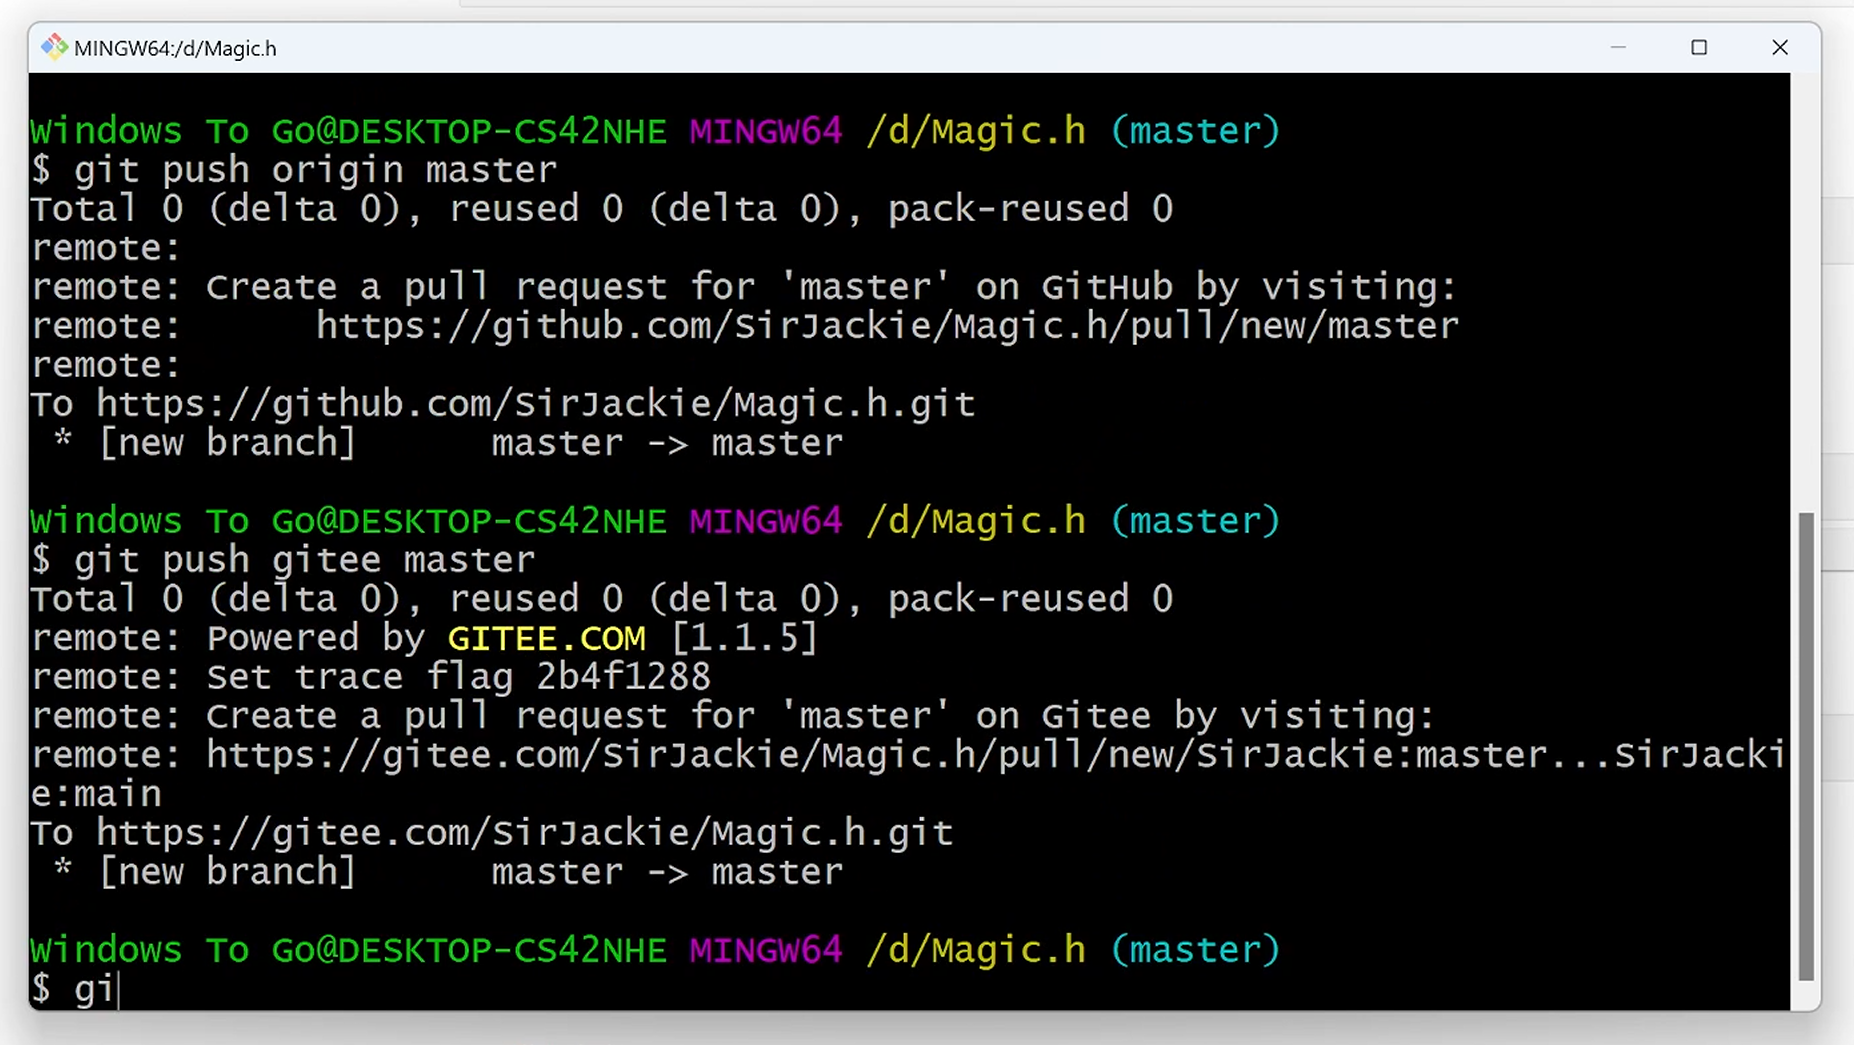 MINGW64:/d/Magic.h
Windows To Go@DESKTOP-CS42NHE MINGW64 /d/Magic.h (master)
$ git push origin master
Total 0 (delta 0), reused 0 (delta 0), pack-reused 0
remote:
remote: Create a pull request for 'master' on GitHub by visiting:
remote:      https://github.com/SirJackie/Magic.h/pull/new/master
remote:
To https://github.com/SirJackie/Magic.h.git
 * [new branch]      master -> master
Windows To Go@DESKTOP-CS42NHE MINGW64 /d/Magic.h (master)
$ git push gitee master
Total 0 (delta 0), reused 0 (delta 0), pack-reused 0
remote: Powered by GITEE.COM [1.1.5]
remote: Set trace flag 2b4f1288
remote: Create a pull request for 'master' on Gitee by visiting:
remote: https://gitee.com/SirJackie/Magic.h/pull/new/SirJackie:master...SirJacki
e:main
To https://gitee.com/SirJackie/Magic.h.git
 * [new branch]      master -> master
Windows To Go@DESKTOP-CS42NHE MINGW64 /d/Magic.h (master)
$ gi